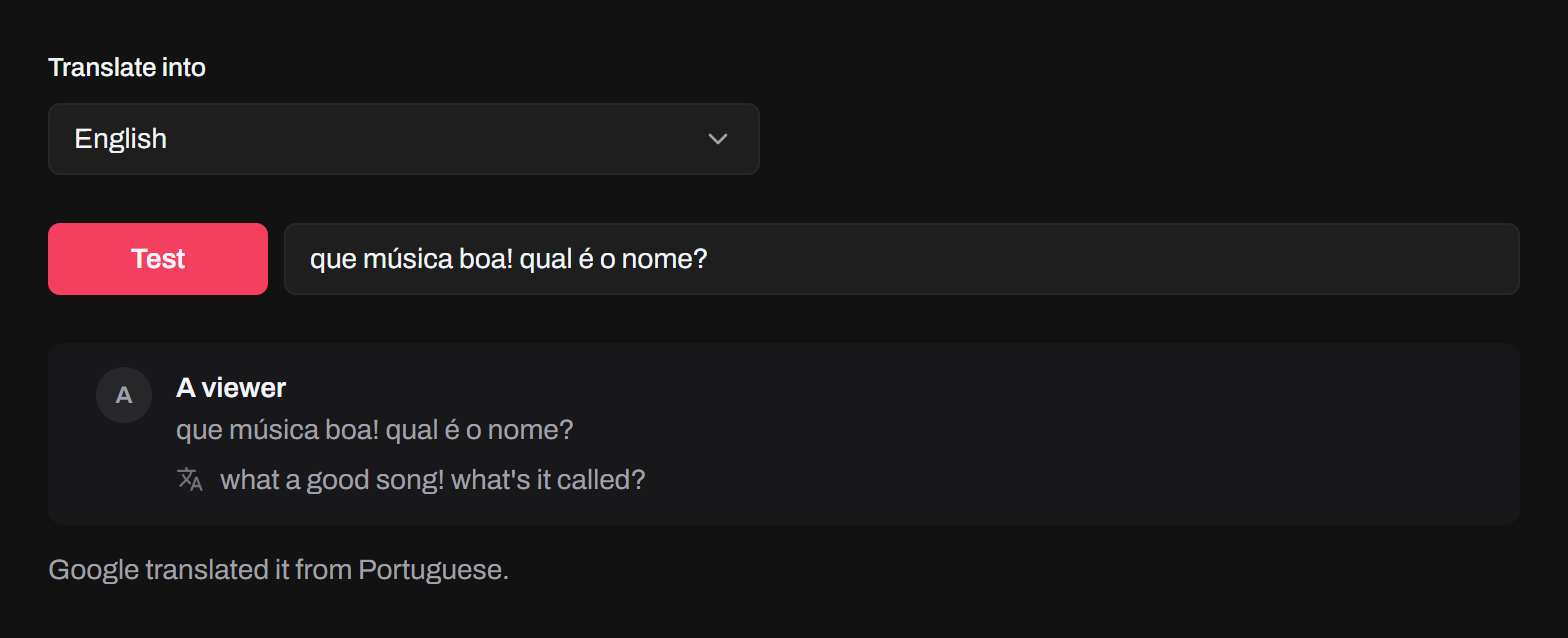 Translate into
English
Test
que música boa! qual é o nome?
A
A viewer
que música boa! qual é o nome?
what a good song! what's it called?
Google translated it from Portuguese.